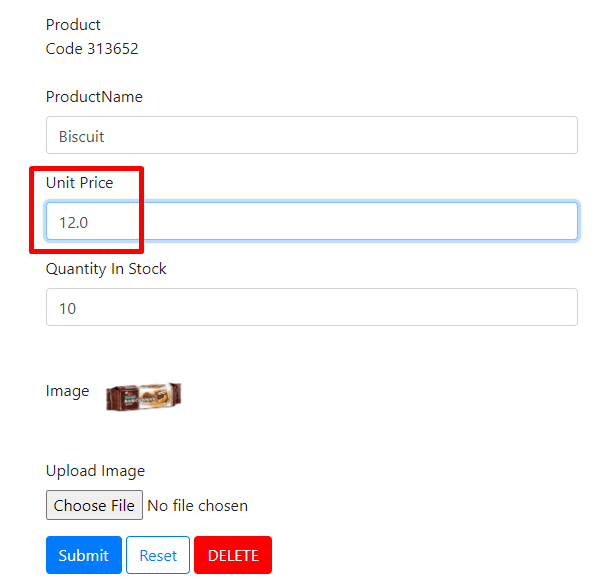 Product
Code 313652
ProductName
Biscuit
Unit Price
12.0
Quantity In Stock
10
Image
Upload Image
Choose File No file chosen
Submit Reset DELETE